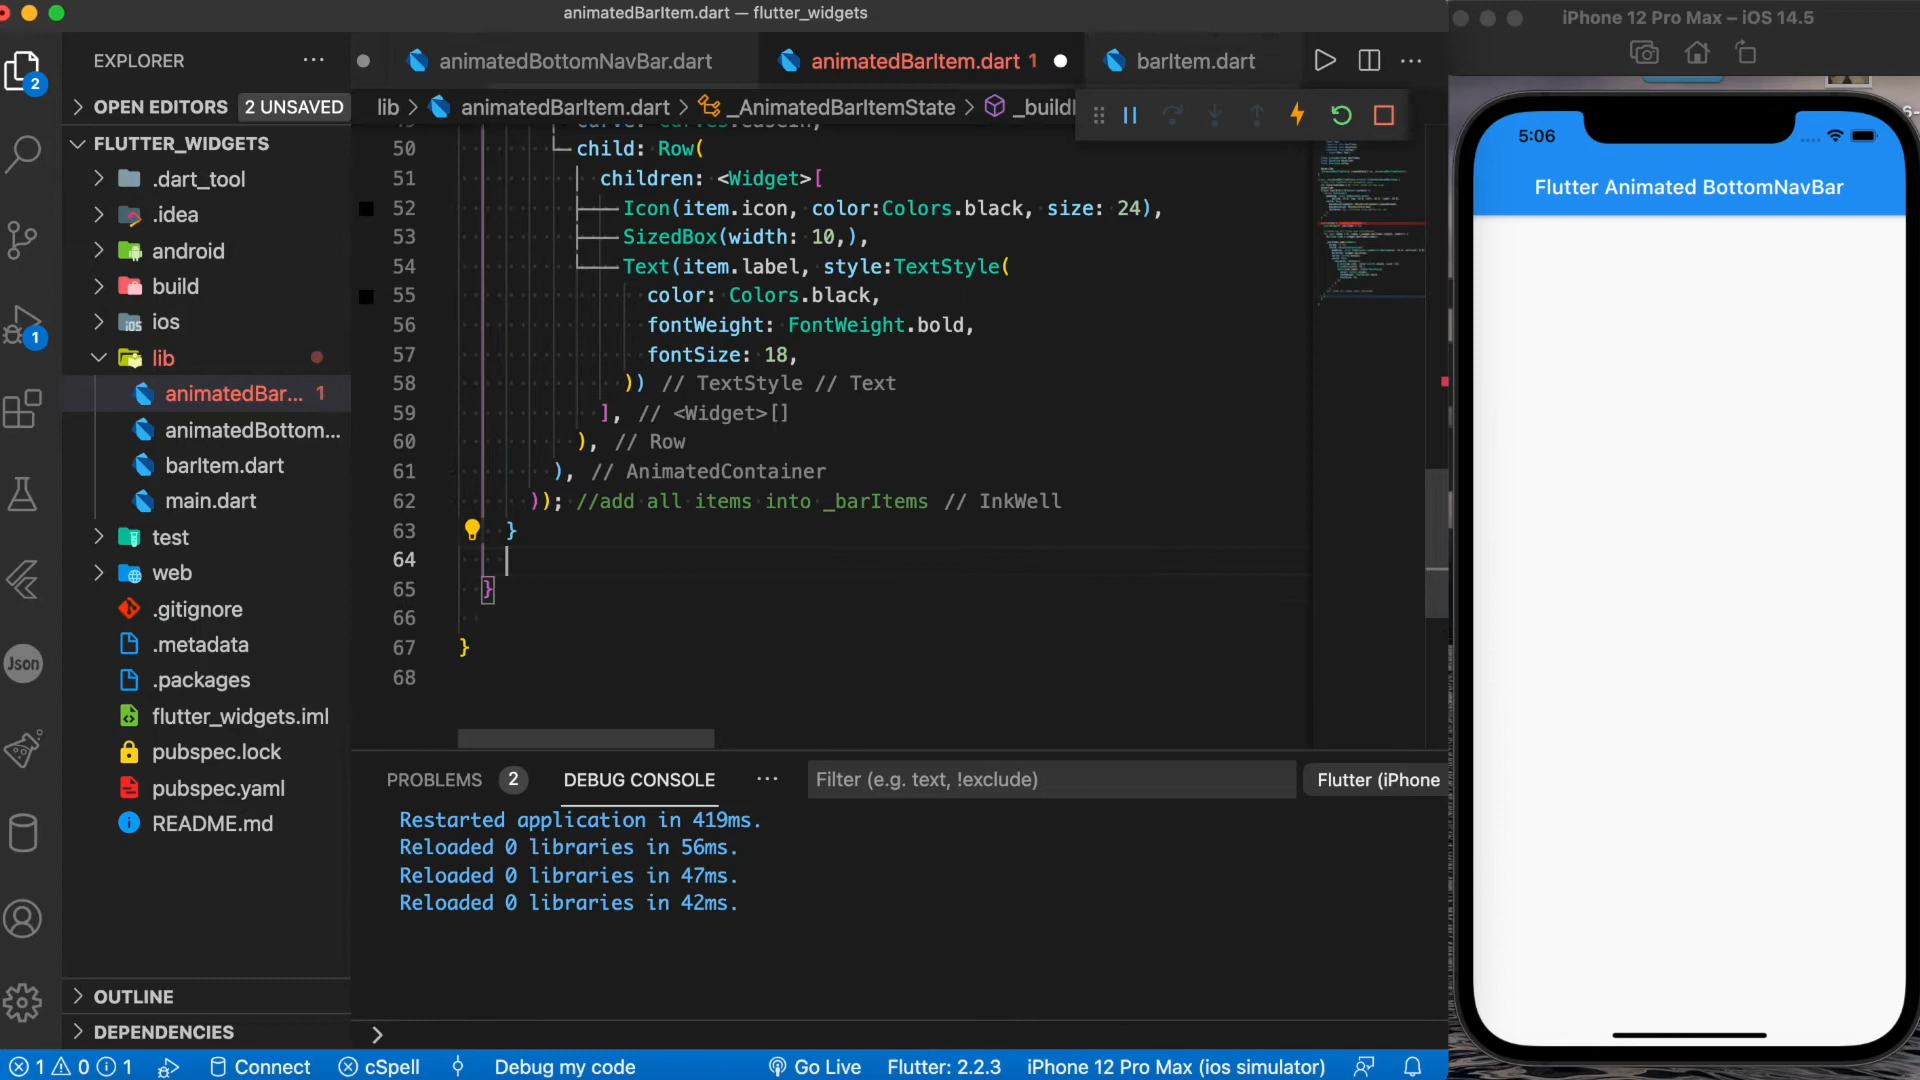 animatedBarItem.dart — flutter_widgets
iPhone 12 Pro Max – iOS 14.5
EXPLORER
animatedBottomNavBar.dart
animatedBarItem.dart 1
barItem.dart
OPEN EDITORS
2 UNSAVED
lib > animatedBarItem.dart > _AnimatedBarItemState >
FLUTTER_WIDGETS
.dart_tool
.idea
android
build
ios
lib
animatedBar... 1
animatedBottom...
barItem.dart
main.dart
test
web
.gitignore
.metadata
.packages
flutter_widgets.iml
pubspec.lock
pubspec.yaml
README.md
OUTLINE
DEPENDENCIES
2
1
Json
50 child: Row(
51 children: <Widget>[
52 Icon(item.icon, color:Colors.black, size: 24),
53 SizedBox(width: 10,),
54 Text(item.label, style:TextStyle(
55 color: Colors.black,
56 fontWeight: FontWeight.bold,
57 fontSize: 18,
58 )) // TextStyle // Text
59 ], // <Widget>[]
60 ), // Row
61 ), // AnimatedContainer
62 )); //add all items into _barItems // InkWell
63 }
64
65 }
66
67 }
68
PROBLEMS 2 DEBUG CONSOLE
Filter (e.g. text, !exclude)
Flutter (iPhone
Restarted application in 419ms.
Reloaded 0 libraries in 56ms.
Reloaded 0 libraries in 47ms.
Reloaded 0 libraries in 42ms.
1 0 1 Connect cSpell Debug my code Go Live Flutter: 2.2.3 iPhone 12 Pro Max (ios simulator)
5:06
Flutter Animated BottomNavBar